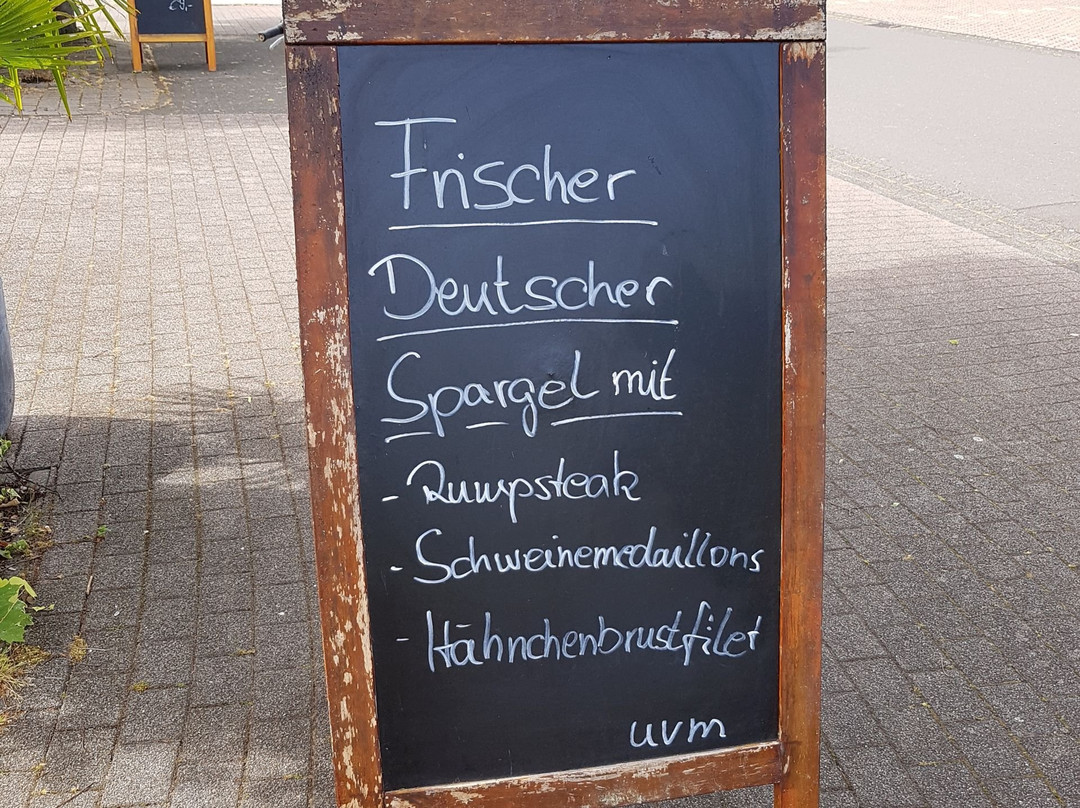 Frischer
Deutscher
Spargel mit
- Rumpsteak
- Schweinemedaillons
- Hähnchenbrustfilet
uvm